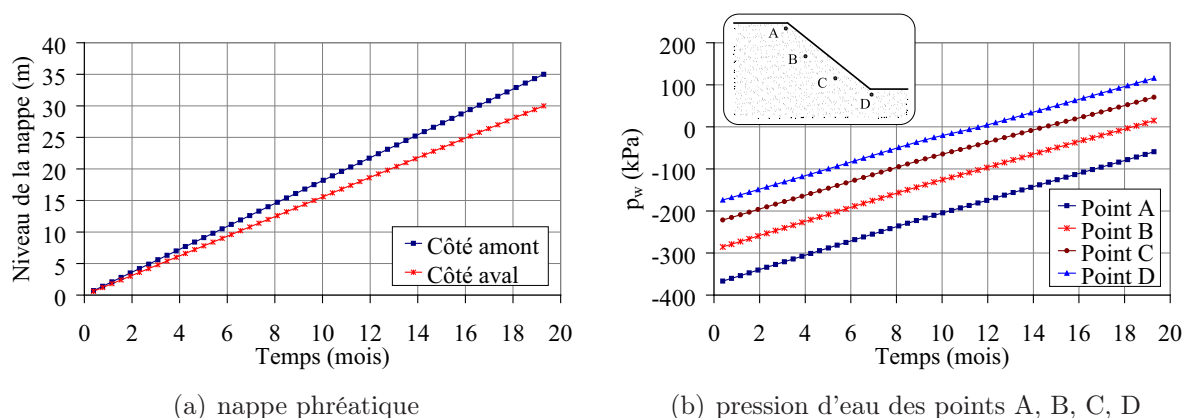 Niveau de la nappe (m)
40
35
30
25
20
15
10
5
0
Côté amont
Côté aval
0 2 4 6 8 10 12 14 16 18 20
Temps (mois)
(a) nappe phréatique
A
B
C
D
p_w (kPa)
200
100
0
-100
-200
-300
-400
Point A
Point B
Point C
Point D
0 2 4 6 8 10 12 14 16 18 20
Temps (mois)
(b) pression d'eau des points A, B, C, D